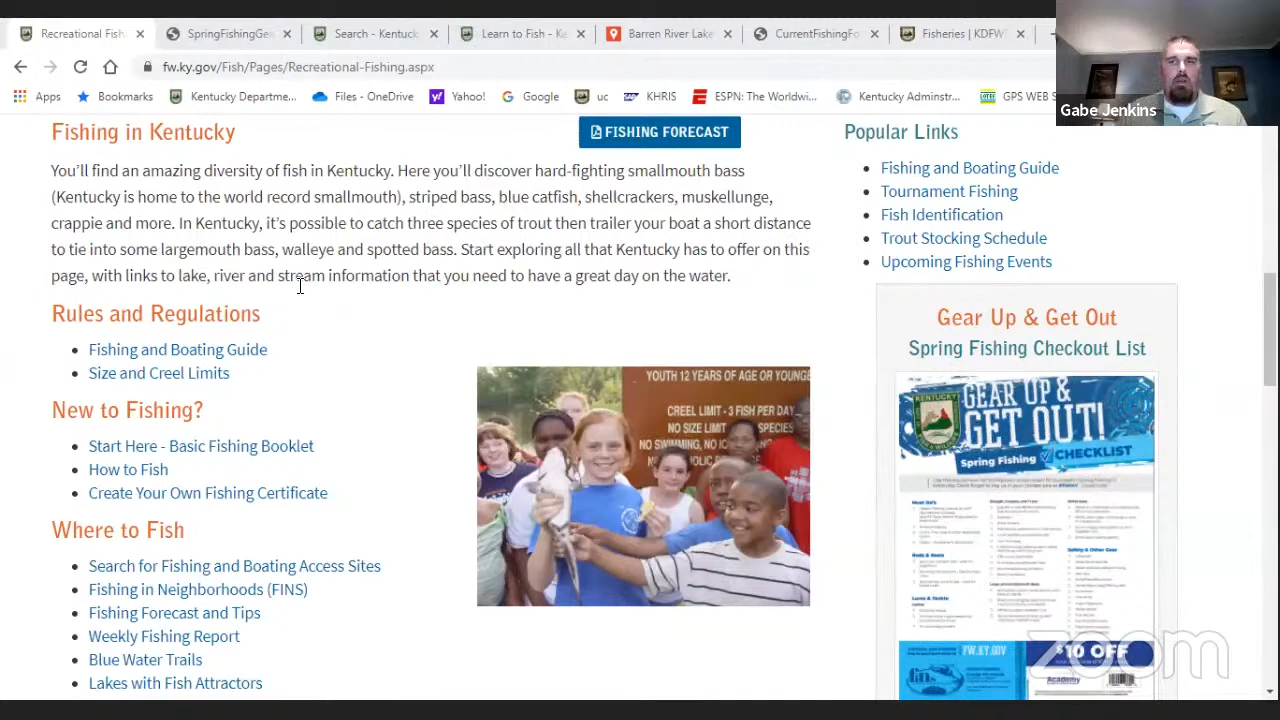 Recreational Fish
SpringFishingGea
Search - Kentuck
Learn to Fish - Ke
Barren River Lake
CurrentFishingFo
Fisheries | KDFW
fw.ky.gov/Fish/Pages/Recreational-Fishing.aspx
Apps
Bookmarks
Kentucky Departme...
Files - OneDri
Yahoo!
Google
uc
KHRIS
ESPN: The Worldwi...
Kentucky Adminstr...
GPS WEB S
Gabe Jenkins
Fishing in Kentucky
FISHING FORECAST
You'll find an amazing diversity of fish in Kentucky. Here you'll discover hard-fighting smallmouth bass
(Kentucky is home to the world record smallmouth), striped bass, blue catfish, shellcrackers, muskellunge,
crappie and more. In Kentucky, it's possible to catch three species of trout then trailer your boat a short distance
to tie into some largemouth bass, walleye and spotted bass. Start exploring all that Kentucky has to offer on this
page, with links to lake, river and stream information that you need to have a great day on the water.
Rules and Regulations
Fishing and Boating Guide
Size and Creel Limits
New to Fishing?
Start Here - Basic Fishing Booklet
How to Fish
Create Your Own Fishing Certificate
Where to Fish
Search for Fishing and Boating Access Sites
Fishing in Neighborhoods (FINs)
Fishing Forecast and Tips
Weekly Fishing Report
Blue Water Trails
Lakes with Fish Attractors
YOUTH 12 YEARS OF AGE OR YOUNGE
CREEL LIMIT - 3 FISH PER DAY
NO SIZE LIMIT
SPECIES
NO SWIMMING, NO
Popular Links
Fishing and Boating Guide
Tournament Fishing
Fish Identification
Trout Stocking Schedule
Upcoming Fishing Events
Gear Up & Get Out
Spring Fishing Checkout List
KENTUCKY
GEAR UP &
GET OUT!
Spring Fishing CHECKLIST
FW.KY.GOV
$10 OFF
Academy
zoom